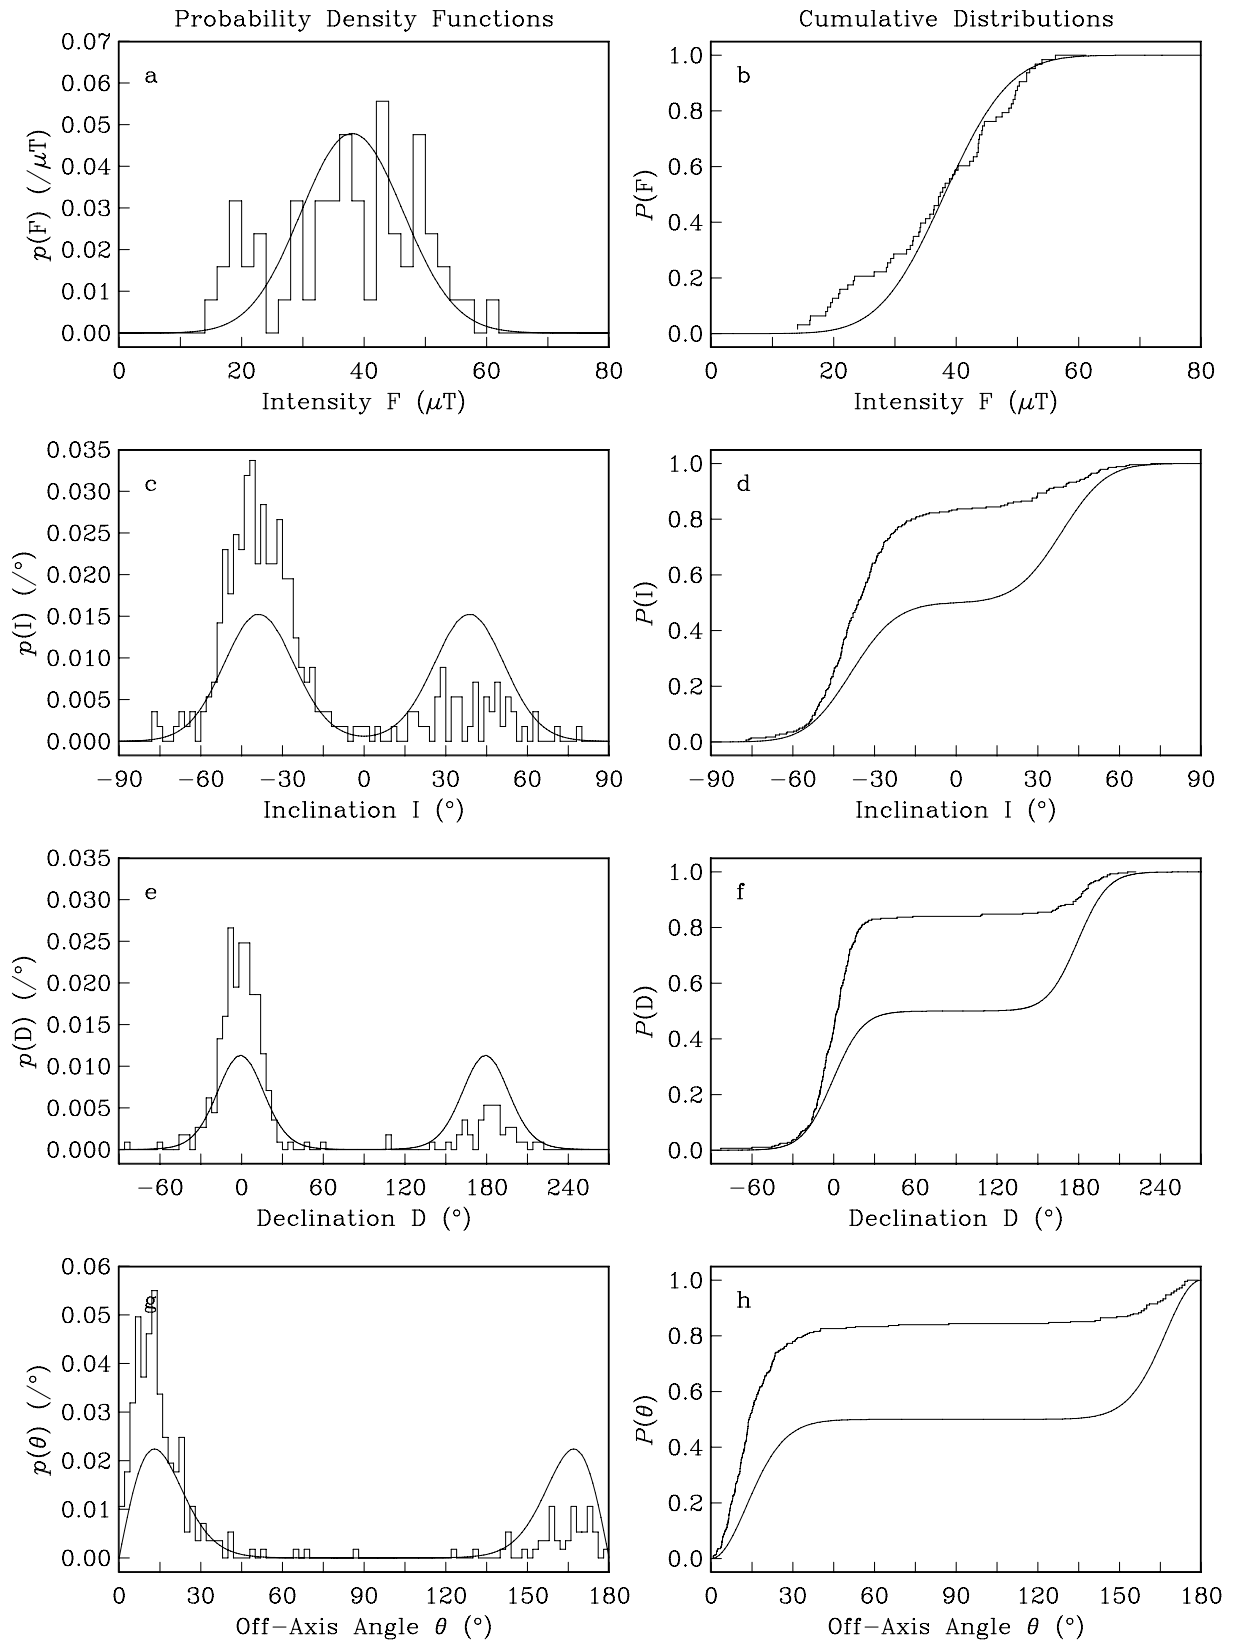 Probability Density Functions
Cumulative Distributions
a
0.07
0.06
0.05
0.04
0.03
0.02
0.01
0.00
p(F) (/μT)
0 20 40 60 80
Intensity F (μT)
b
1.0
0.8
0.6
0.4
0.2
0.0
P(F)
0 20 40 60 80
Intensity F (μT)
c
0.035
0.030
0.025
0.020
0.015
0.010
0.005
0.000
p(I) (/°)
−90 −60 −30 0 30 60 90
Inclination I (°)
d
1.0
0.8
0.6
0.4
0.2
0.0
P(I)
−90 −60 −30 0 30 60 90
Inclination I (°)
e
0.035
0.030
0.025
0.020
0.015
0.010
0.005
0.000
p(D) (/°)
−60 0 60 120 180 240
Declination D (°)
f
1.0
0.8
0.6
0.4
0.2
0.0
P(D)
−60 0 60 120 180 240
Declination D (°)
g
0.06
0.05
0.04
0.03
0.02
0.01
0.00
p(θ) (/°)
0 30 60 90 120 150 180
Off−Axis Angle θ (°)
h
1.0
0.8
0.6
0.4
0.2
0.0
P(θ)
0 30 60 90 120 150 180
Off−Axis Angle θ (°)